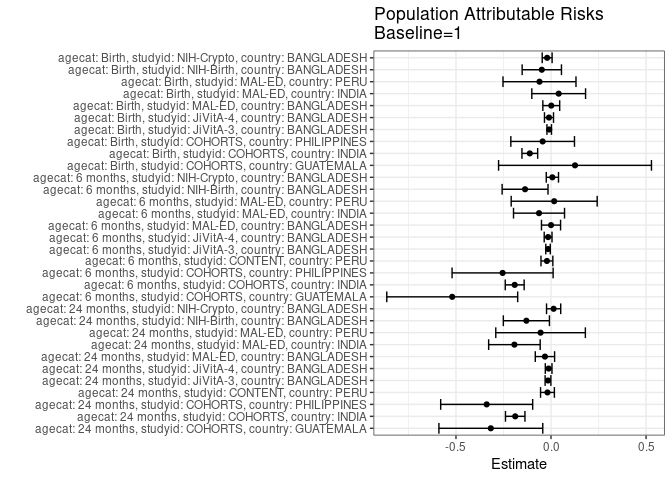 Population Attributable Risks
Baseline=1
agecat: Birth, studyid: NIH-Crypto, country: BANGLADESH
agecat: Birth, studyid: NIH-Birth, country: BANGLADESH
agecat: Birth, studyid: MAL-ED, country: PERU
agecat: Birth, studyid: MAL-ED, country: INDIA
agecat: Birth, studyid: MAL-ED, country: BANGLADESH
agecat: Birth, studyid: JiVitA-4, country: BANGLADESH
agecat: Birth, studyid: JiVitA-3, country: BANGLADESH
agecat: Birth, studyid: COHORTS, country: PHILIPPINES
agecat: Birth, studyid: COHORTS, country: INDIA
agecat: Birth, studyid: COHORTS, country: GUATEMALA
agecat: 6 months, studyid: NIH-Crypto, country: BANGLADESH
agecat: 6 months, studyid: NIH-Birth, country: BANGLADESH
agecat: 6 months, studyid: MAL-ED, country: PERU
agecat: 6 months, studyid: MAL-ED, country: INDIA
agecat: 6 months, studyid: MAL-ED, country: BANGLADESH
agecat: 6 months, studyid: JiVitA-4, country: BANGLADESH
agecat: 6 months, studyid: JiVitA-3, country: BANGLADESH
agecat: 6 months, studyid: CONTENT, country: PERU
agecat: 6 months, studyid: COHORTS, country: PHILIPPINES
agecat: 6 months, studyid: COHORTS, country: INDIA
agecat: 6 months, studyid: COHORTS, country: GUATEMALA
agecat: 24 months, studyid: NIH-Crypto, country: BANGLADESH
agecat: 24 months, studyid: NIH-Birth, country: BANGLADESH
agecat: 24 months, studyid: MAL-ED, country: PERU
agecat: 24 months, studyid: MAL-ED, country: INDIA
agecat: 24 months, studyid: MAL-ED, country: BANGLADESH
agecat: 24 months, studyid: JiVitA-4, country: BANGLADESH
agecat: 24 months, studyid: JiVitA-3, country: BANGLADESH
agecat: 24 months, studyid: CONTENT, country: PERU
agecat: 24 months, studyid: COHORTS, country: PHILIPPINES
agecat: 24 months, studyid: COHORTS, country: INDIA
agecat: 24 months, studyid: COHORTS, country: GUATEMALA
-0.5 0.0 0.5
Estimate